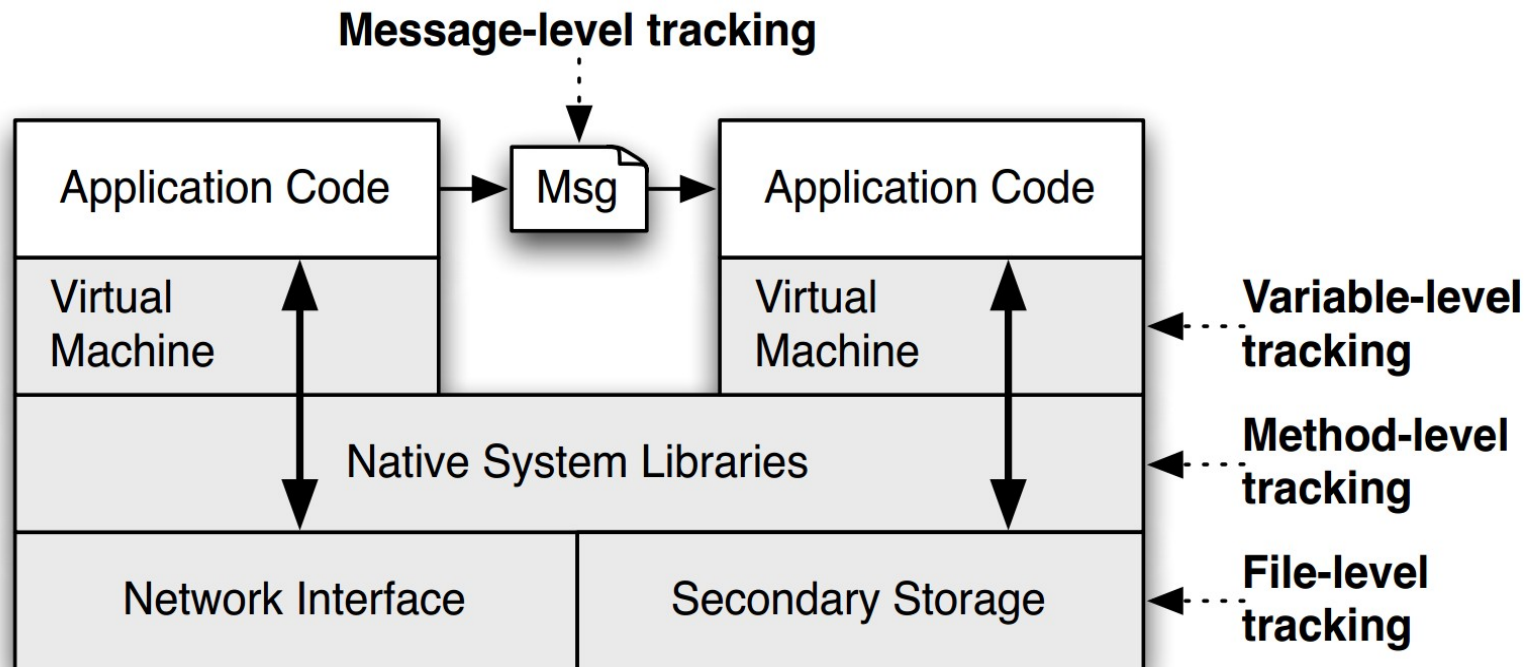 Message-level tracking
Application Code
Msg
Application Code
Virtual
Machine
Virtual
Machine
Variable-level
tracking
Native System Libraries
Method-level
tracking
Network Interface
Secondary Storage
File-level
tracking